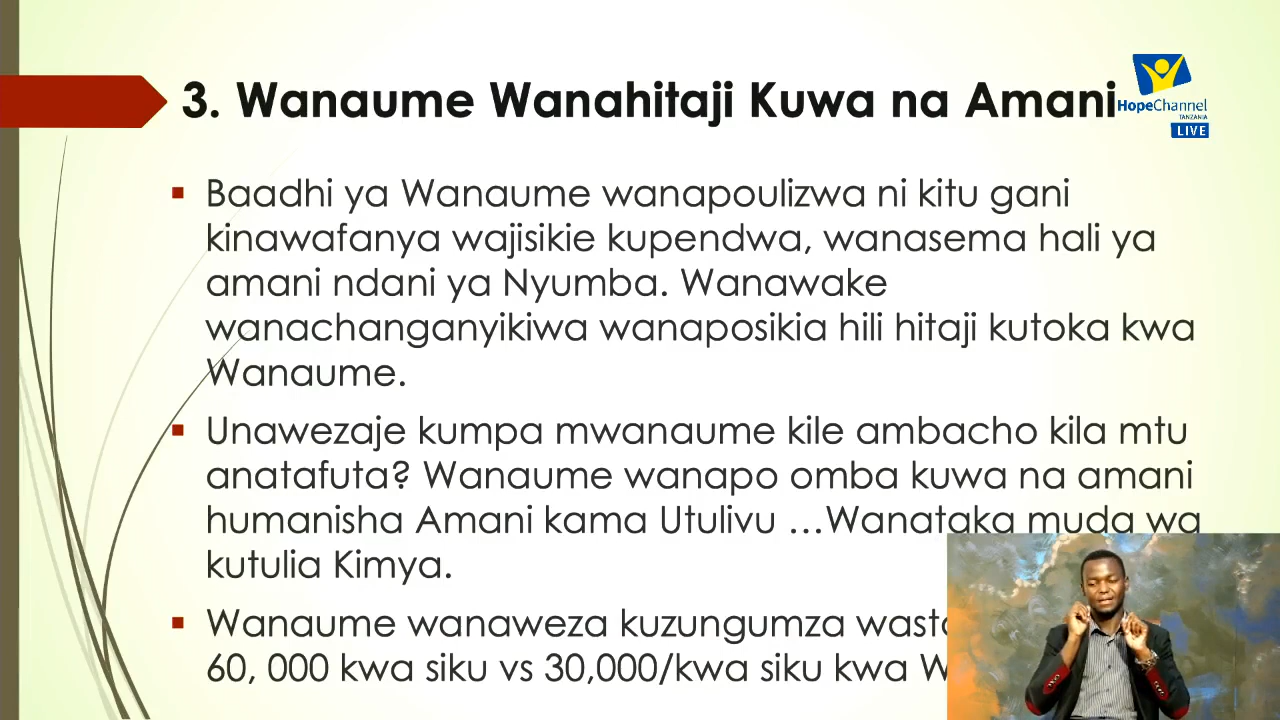 3. Wanaume Wanahitaji Kuwa na Amani
HopeChannel
TANZANIA
LIVE
Baadhi ya Wanaume wanapoulizwa ni kitu gani
kinawafanya wajisikie kupendwa, wanasema hali ya
amani ndani ya Nyumba. Wanawake
wanachanganyikiwa wanaposikia hili hitaji kutoka kwa
Wanaume.
Unawezaje kumpa mwanaume kile ambacho kila mtu
anatafuta? Wanaume wanapo omba kuwa na amani
humanisha Amani kama Utulivu ...Wanataka muda wa
kutulia Kimya.
Wanaume wanaweza kuzungumza
60, 000 kwa siku vs 30,000/kwa siku kwa